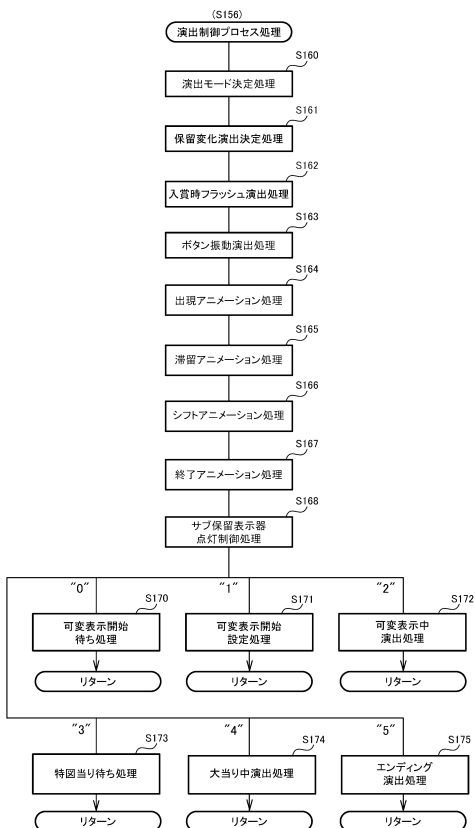 (S156)
演出制御プロセス処理
S160
演出モード決定処理
S161
保留変化演出決定処理
S162
入賞時フラッシュ演出処理
S163
ボタン振動演出処理
S164
出現アニメーション処理
S165
滞留アニメーション処理
S166
シフトアニメーション処理
S167
終了アニメーション処理
S168
サブ保留表示器
点灯制御処理
"0"
S170
可変表示開始
待ち処理
リターン
"1"
S171
可変表示開始
設定処理
リターン
"2"
S172
可変表示中
演出処理
リターン
"3"
S173
特図当り待ち処理
リターン
"4"
S174
大当り中演出処理
リターン
"5"
S175
エンディング
演出処理
リターン